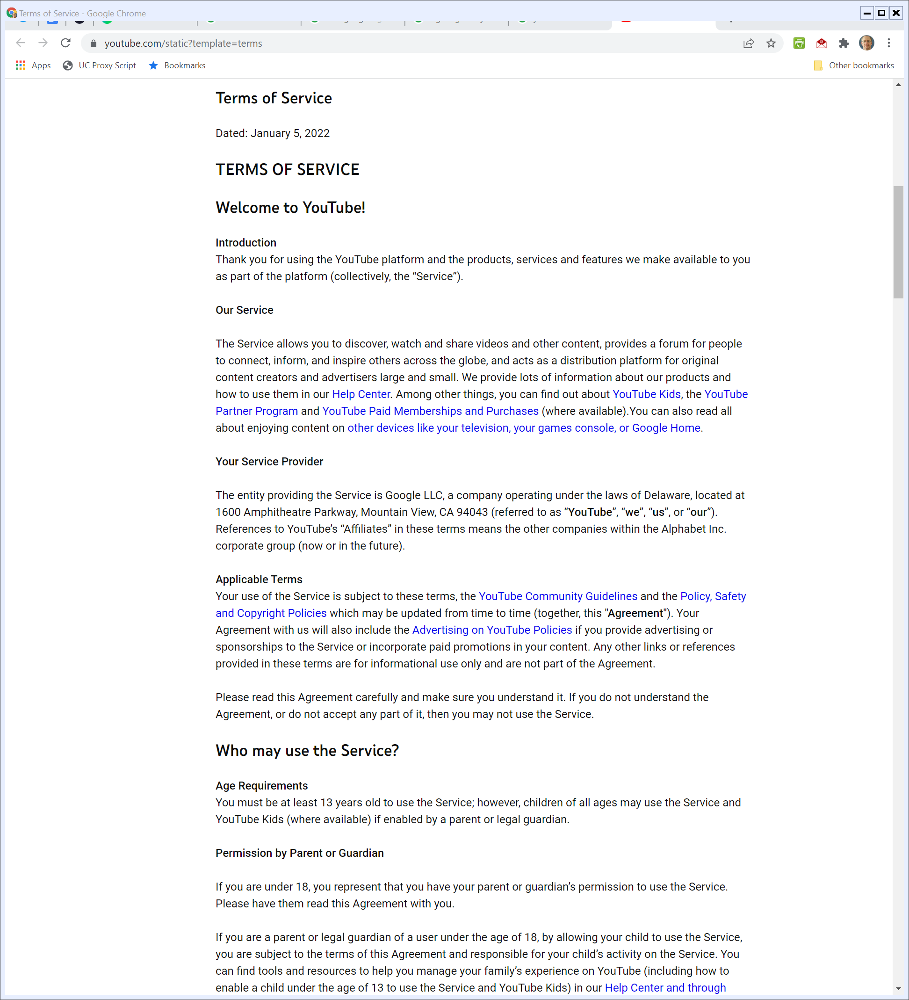 Terms of Service - Google Chrome
youtube.com/static?template=terms
Apps UC Proxy Script Bookmarks Other bookmarks
Terms of Service
Dated: January 5, 2022
TERMS OF SERVICE
Welcome to YouTube!
Introduction
Thank you for using the YouTube platform and the products, services and features we make available to you
as part of the platform (collectively, the “Service”).
Our Service
The Service allows you to discover, watch and share videos and other content, provides a forum for people
to connect, inform, and inspire others across the globe, and acts as a distribution platform for original
content creators and advertisers large and small. We provide lots of information about our products and
how to use them in our Help Center. Among other things, you can find out about YouTube Kids, the YouTube
Partner Program and YouTube Paid Memberships and Purchases (where available).You can also read all
about enjoying content on other devices like your television, your games console, or Google Home.
Your Service Provider
The entity providing the Service is Google LLC, a company operating under the laws of Delaware, located at
1600 Amphitheatre Parkway, Mountain View, CA 94043 (referred to as “YouTube”, “we”, “us”, or “our”).
References to YouTube’s “Affiliates” in these terms means the other companies within the Alphabet Inc.
corporate group (now or in the future).
Applicable Terms
Your use of the Service is subject to these terms, the YouTube Community Guidelines and the Policy, Safety
and Copyright Policies which may be updated from time to time (together, this "Agreement"). Your
Agreement with us will also include the Advertising on YouTube Policies if you provide advertising or
sponsorships to the Service or incorporate paid promotions in your content. Any other links or references
provided in these terms are for informational use only and are not part of the Agreement.
Please read this Agreement carefully and make sure you understand it. If you do not understand the
Agreement, or do not accept any part of it, then you may not use the Service.
Who may use the Service?
Age Requirements
You must be at least 13 years old to use the Service; however, children of all ages may use the Service and
YouTube Kids (where available) if enabled by a parent or legal guardian.
Permission by Parent or Guardian
If you are under 18, you represent that you have your parent or guardian’s permission to use the Service.
Please have them read this Agreement with you.
If you are a parent or legal guardian of a user under the age of 18, by allowing your child to use the Service,
you are subject to the terms of this Agreement and responsible for your child’s activity on the Service. You
can find tools and resources to help you manage your family’s experience on YouTube (including how to
enable a child under the age of 13 to use the Service and YouTube Kids) in our Help Center and through